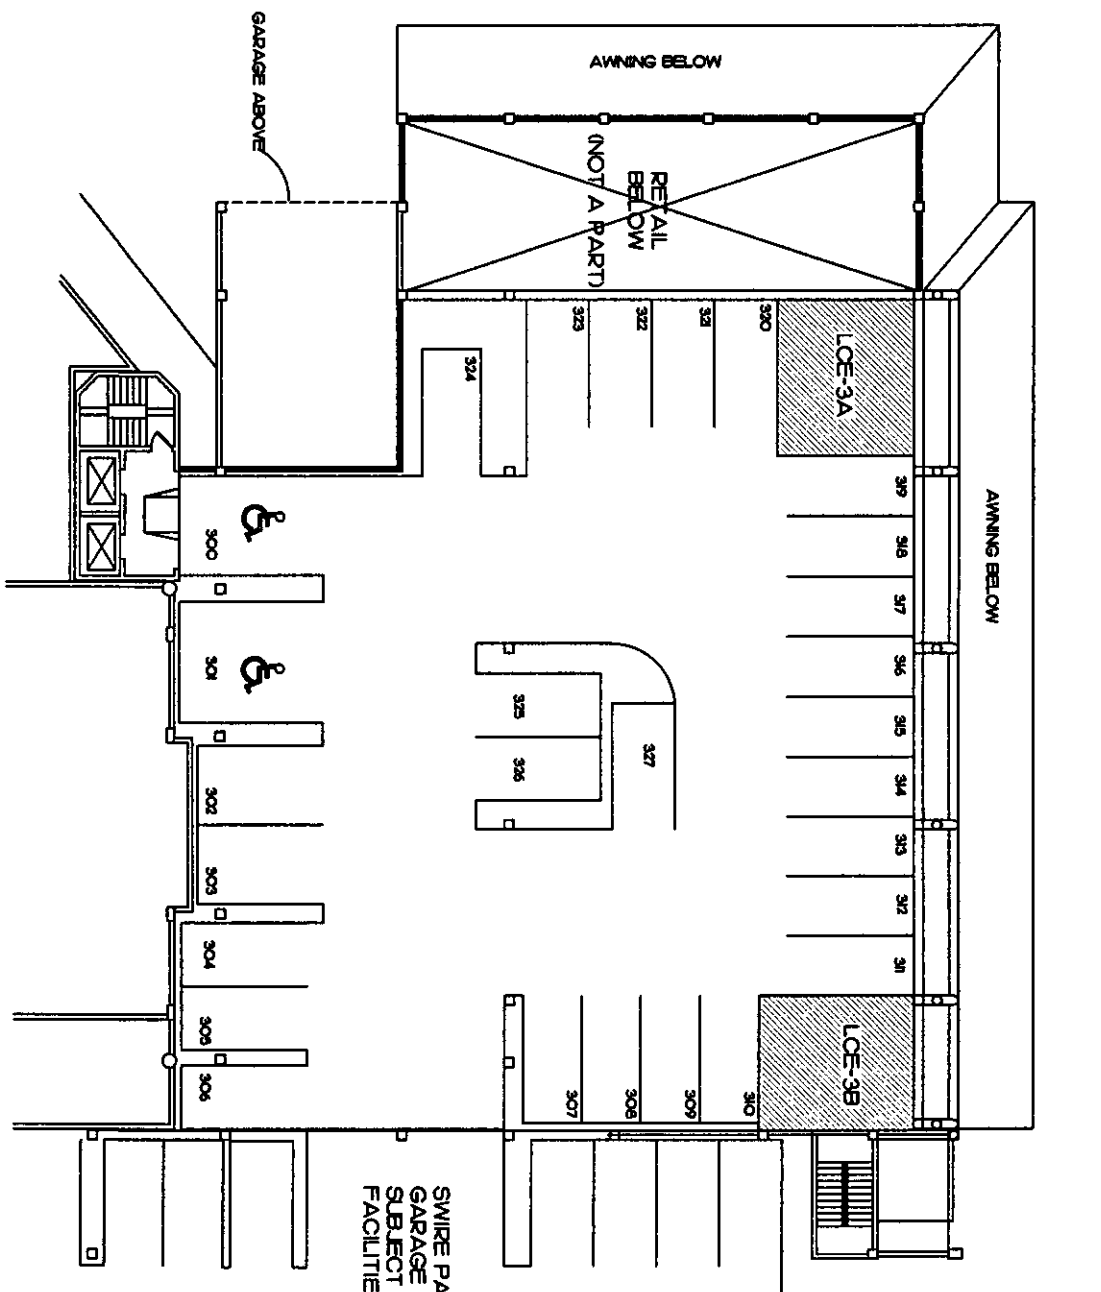 AWNING BELOW
GARAGE ABOVE
RETAIL
BELOW
(NOT A PART)
323
322
321
320
LCE-3A
324
319
AWNING BELOW
300
318
317
301
316
325
315
326
327
314
302
313
303
312
304
311
305
LCE-3B
306
307
308
309
310
SWIRE PA
GARAGE
SUBJECT
FACILITIE